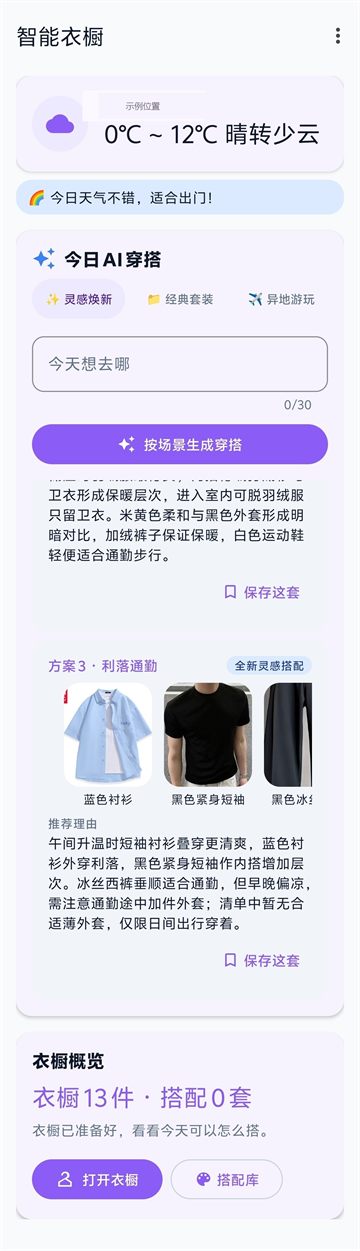 智能衣橱
示例位置
0℃ ~ 12℃ 晴转少云
🌈 今日天气不错，适合出门！
今日AI穿搭
✨ 灵感焕新
📁 经典套装
✈️ 异地游玩
今天想去哪
0/30
按场景生成穿搭
卫衣形成保暖层次，进入室内可脱羽绒服
只留卫衣。米黄色柔和与黑色外套形成明
暗对比，加绒裤子保证保暖，白色运动鞋
轻便适合通勤步行。
保存这套
方案3 · 利落通勤
全新灵感搭配
蓝色衬衫
黑色紧身短袖
黑色冰丝
推荐理由
午间升温时短袖衬衫叠穿更清爽，蓝色衬
衫外穿利落，黑色紧身短袖作内搭增加层
次。冰丝西裤垂顺适合通勤，但早晚偏凉，
需注意通勤途中加件外套；清单中暂无合
适薄外套，仅限日间出行穿着。
保存这套
衣橱概览
衣橱13件 · 搭配0套
衣橱已准备好，看看今天可以怎么搭。
打开衣橱
搭配库